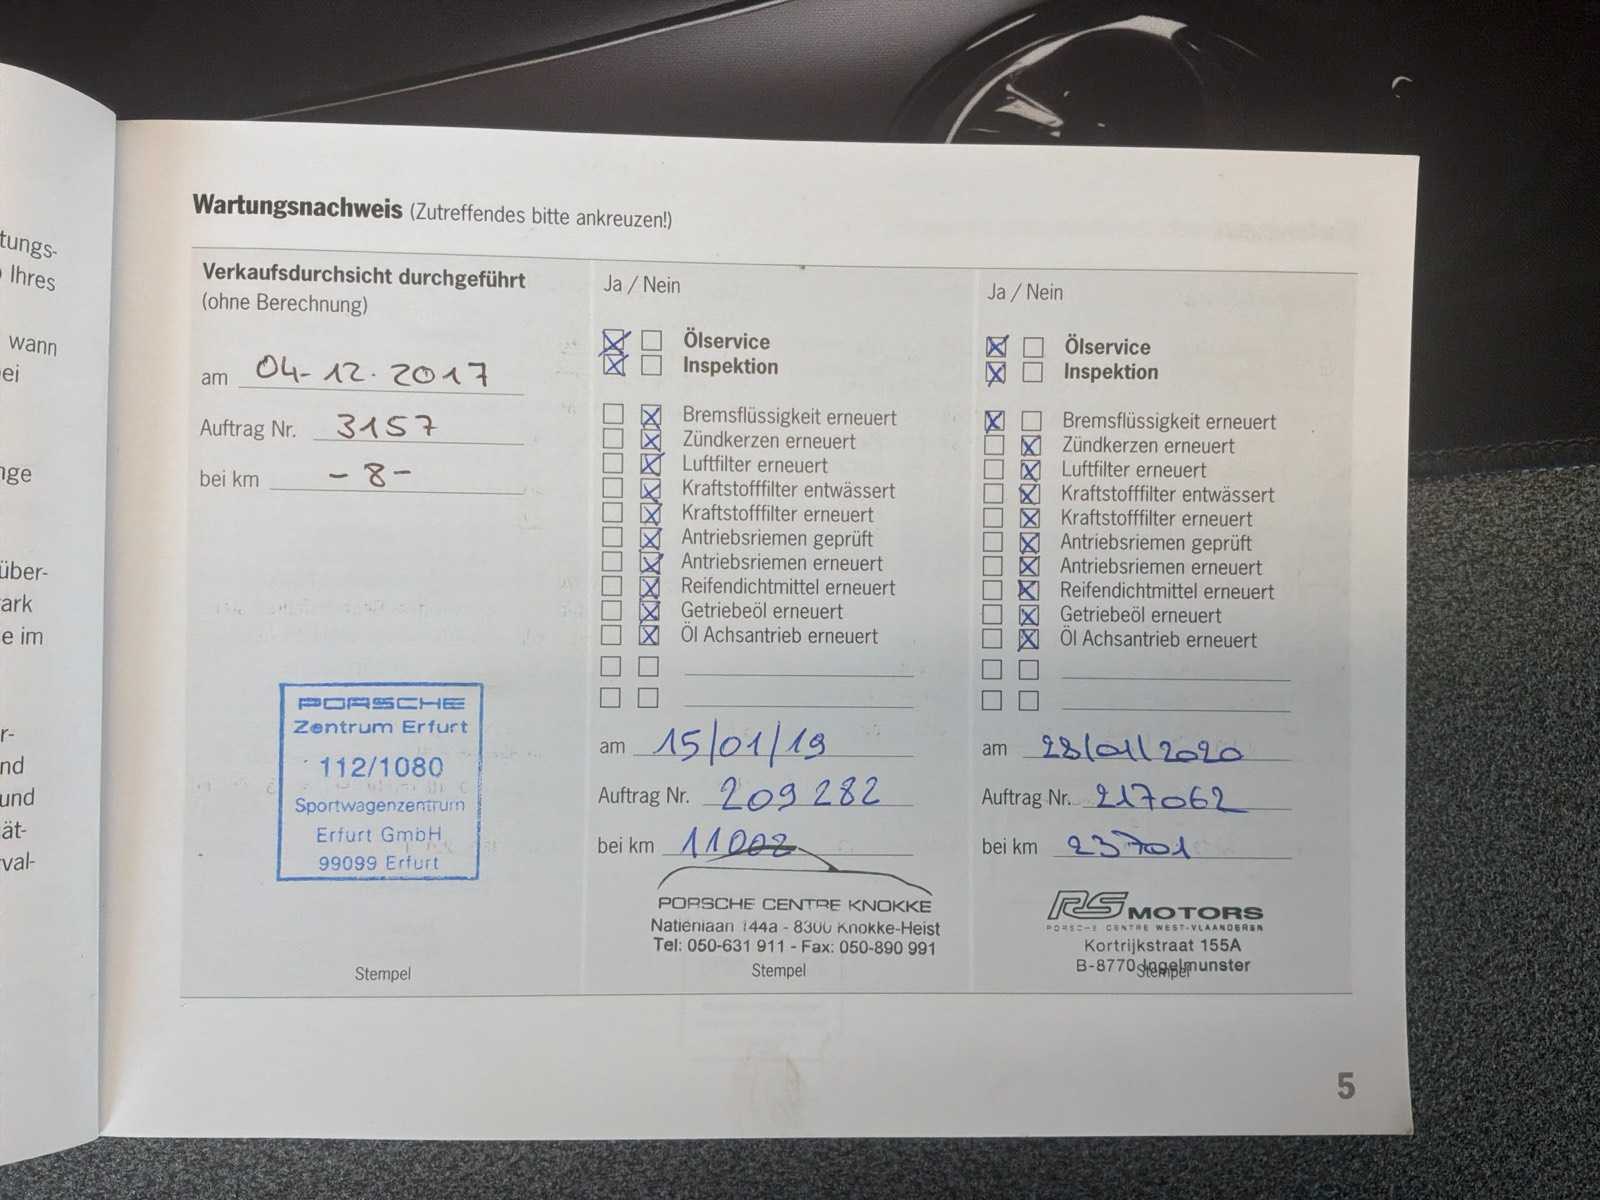 tungs-
Ihres
wann
ei
nge
über-
ark
e im
r-
nd
und
ät-
val-
Wartungsnachweis (Zutreffendes bitte ankreuzen!)
Verkaufsdurchsicht durchgeführt
(ohne Berechnung)
am 04-12.2017
Auftrag Nr. 3157
bei km -8-
PORSCHE
Zentrum Erfurt
112/1080
Sportwagenzentrum
Erfurt GmbH
99099 Erfurt
Stempel
Ja / Nein
Ölservice
Inspektion
Bremsflüssigkeit erneuert
Zündkerzen erneuert
Luftfilter erneuert
Kraftstofffilter entwässert
Kraftstofffilter erneuert
Antriebsriemen geprüft
Antriebsriemen erneuert
Reifendichtmittel erneuert
Getriebeöl erneuert
Öl Achsantrieb erneuert
am 15/01/19
Auftrag Nr. 209282
bei km 11008
PORSCHE CENTRE KNOKKE
Natiënlaan 144a - 8300 Knokke-Heist
Tel: 050-631 911 - Fax: 050-890 991
Stempel
Ja / Nein
Ölservice
Inspektion
Bremsflüssigkeit erneuert
Zündkerzen erneuert
Luftfilter erneuert
Kraftstofffilter entwässert
Kraftstofffilter erneuert
Antriebsriemen geprüft
Antriebsriemen erneuert
Reifendichtmittel erneuert
Getriebeöl erneuert
Öl Achsantrieb erneuert
am 28/01/2020
Auftrag Nr. 217062
bei km 23701
RS MOTORS
PORSCHE CENTRE WEST-VLAANDEREN
Kortrijkstraat 155A
B-8770 Ingelmunster
Stempel
5